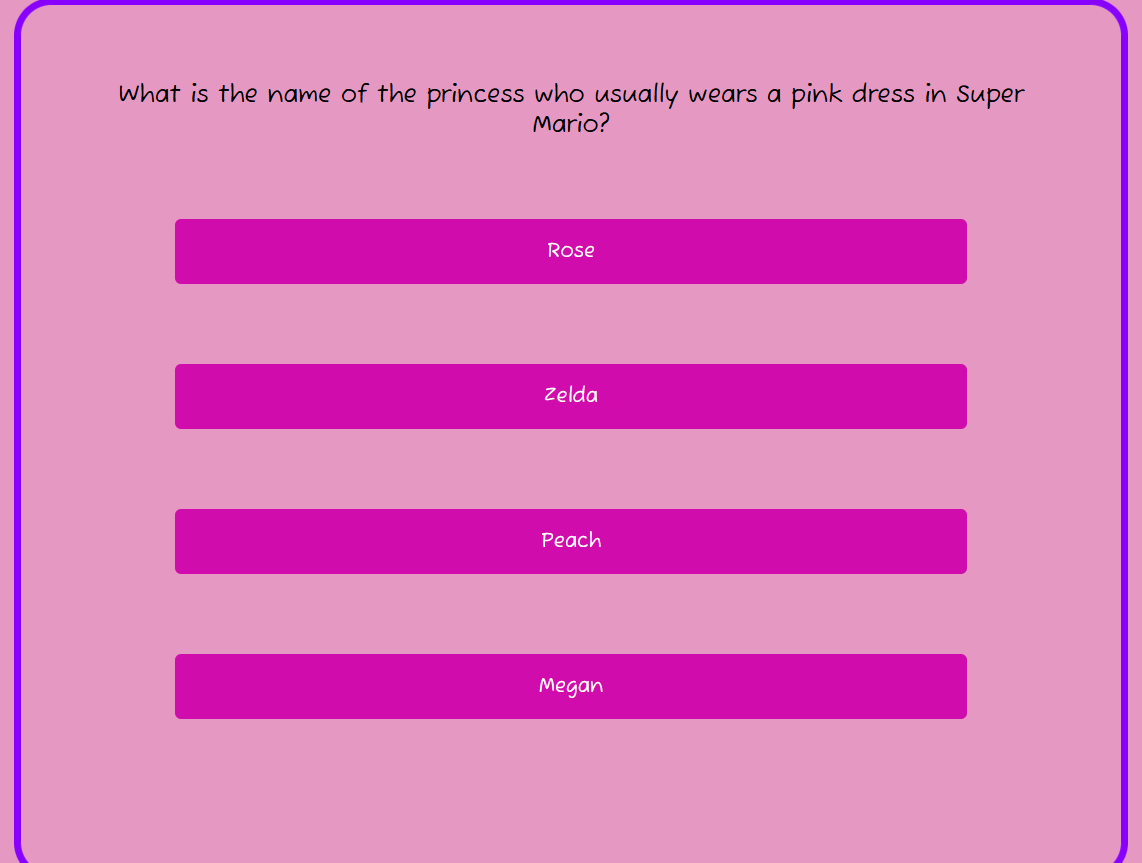 What is the name of the princess who usually wears a pink dress in Super
Mario?
Rose
Zelda
Peach
Megan